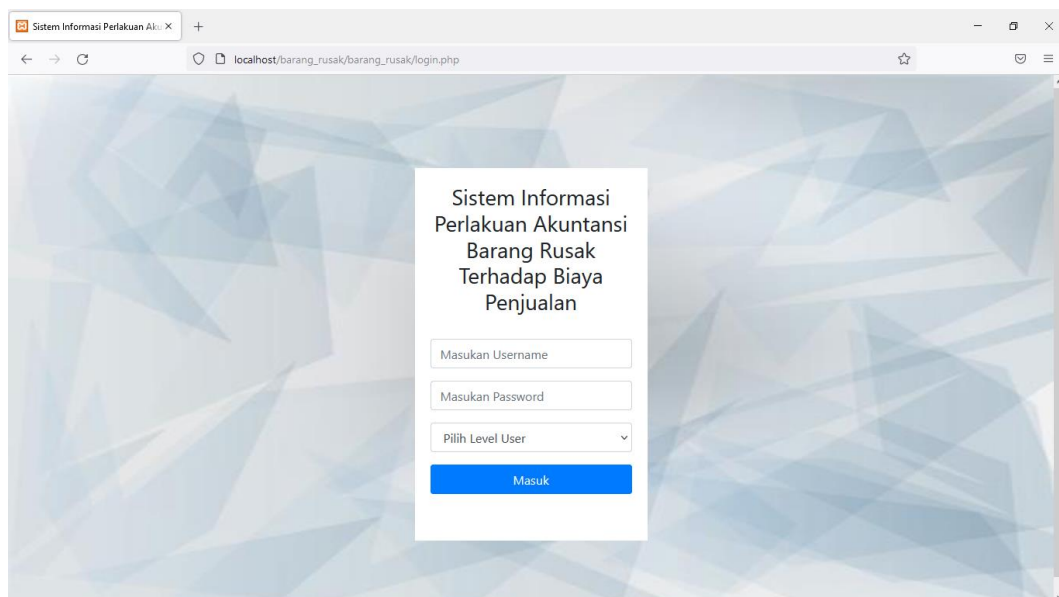 Sistem Informasi Perlakuan Aku
localhost/barang_rusak/barang_rusak/login.php
Sistem Informasi
Perlakuan Akuntansi
Barang Rusak
Terhadap Biaya
Penjualan
Masukan Username
Masukan Password
Pilih Level User
Masuk